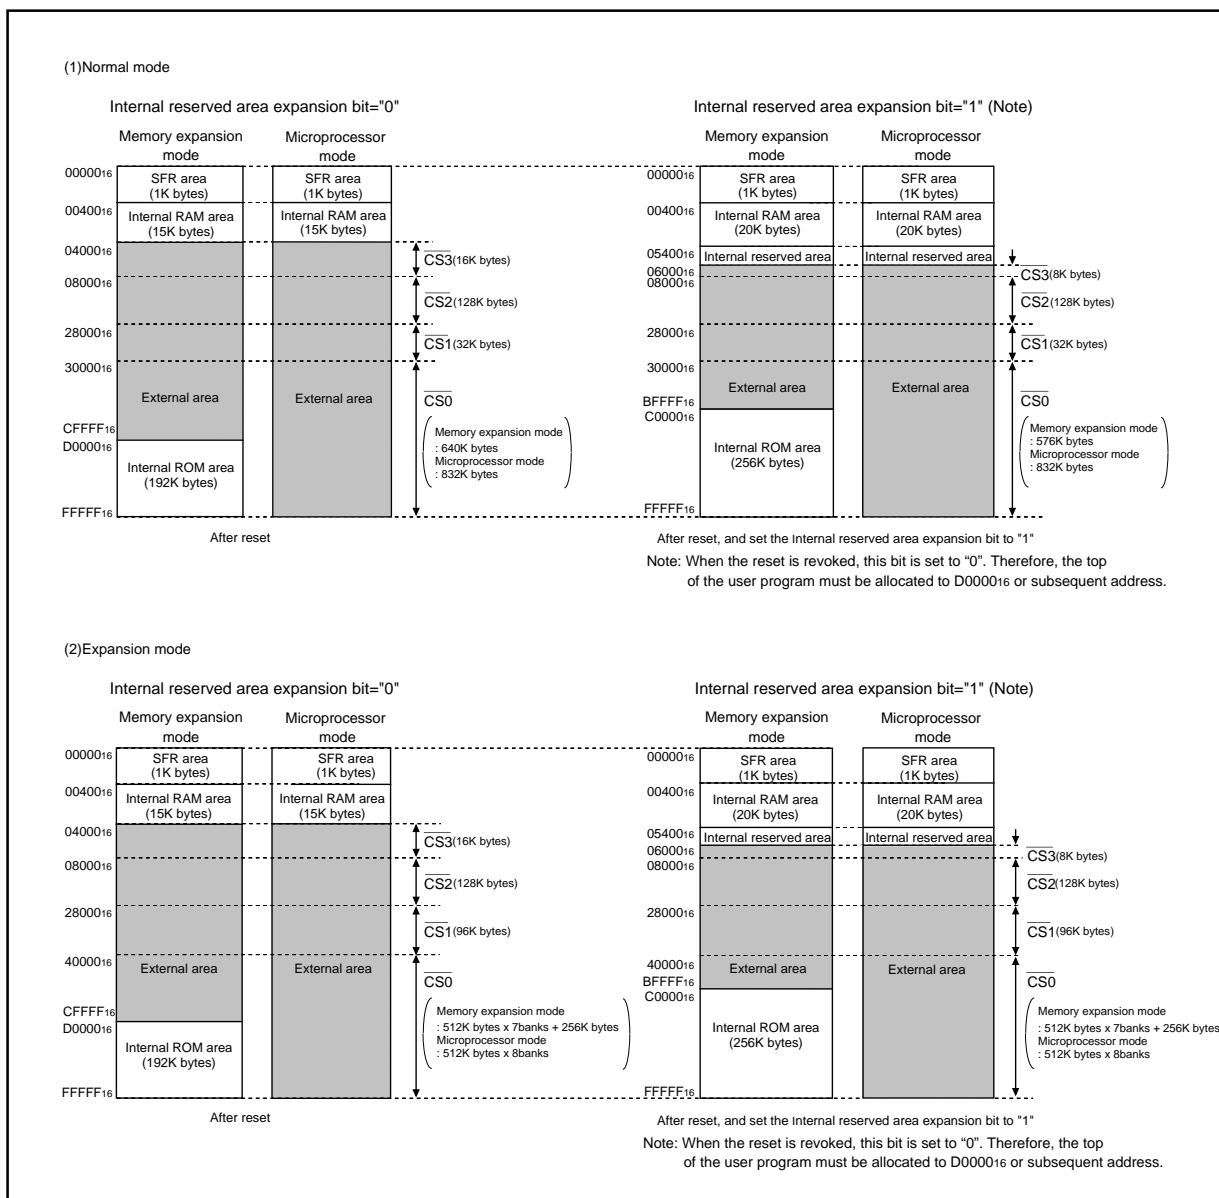 (1)Normal mode
Internal reserved area expansion bit="0"
Memory expansion
mode
Microprocessor
mode
0000016
SFR area
(1K bytes)
SFR area
(1K bytes)
0040016
Internal RAM area
(15K bytes)
Internal RAM area
(15K bytes)
0400016
CS3(16K bytes)
0800016
CS2(128K bytes)
2800016
CS1(32K bytes)
3000016
External area
External area
CS0
Memory expansion mode
: 640K bytes
Microprocessor mode
: 832K bytes
CFFFF16
D000016
Internal ROM area
(192K bytes)
FFFFF16
After reset
Internal reserved area expansion bit="1" (Note)
Memory expansion
mode
Microprocessor
mode
0000016
SFR area
(1K bytes)
SFR area
(1K bytes)
0040016
Internal RAM area
(20K bytes)
Internal RAM area
(20K bytes)
0540016
Internal reserved area
Internal reserved area
0600016
0800016
CS3(8K bytes)
CS2(128K bytes)
2800016
CS1(32K bytes)
3000016
External area
External area
CS0
BFFFF16
C000016
Memory expansion mode
: 576K bytes
Microprocessor mode
: 832K bytes
Internal ROM area
(256K bytes)
FFFFF16
After reset, and set the Internal reserved area expansion bit to "1"
Note: When the reset is revoked, this bit is set to “0”. Therefore, the top
of the user program must be allocated to D000016 or subsequent address.
(2)Expansion mode
Internal reserved area expansion bit="0"
Memory expansion
mode
Microprocessor
mode
0000016
SFR area
(1K bytes)
SFR area
(1K bytes)
0040016
Internal RAM area
(15K bytes)
Internal RAM area
(15K bytes)
0400016
CS3(16K bytes)
0800016
CS2(128K bytes)
2800016
CS1(96K bytes)
4000016
External area
External area
CS0
Memory expansion mode
: 512K bytes x 7banks + 256K bytes
Microprocessor mode
: 512K bytes x 8banks
CFFFF16
D000016
Internal ROM area
(192K bytes)
FFFFF16
After reset
Internal reserved area expansion bit="1" (Note)
Memory expansion
mode
Microprocessor
mode
0000016
SFR area
(1K bytes)
SFR area
(1K bytes)
0040016
Internal RAM area
(20K bytes)
Internal RAM area
(20K bytes)
0540016
Internal reserved area
Internal reserved area
0600016
0800016
CS3(8K bytes)
CS2(128K bytes)
2800016
CS1(96K bytes)
4000016
External area
External area
CS0
BFFFF16
C000016
Memory expansion mode
: 512K bytes x 7banks + 256K bytes
Microprocessor mode
: 512K bytes x 8banks
Internal ROM area
(256K bytes)
FFFFF16
After reset, and set the Internal reserved area expansion bit to "1"
Note: When the reset is revoked, this bit is set to “0”. Therefore, the top
of the user program must be allocated to D000016 or subsequent address.